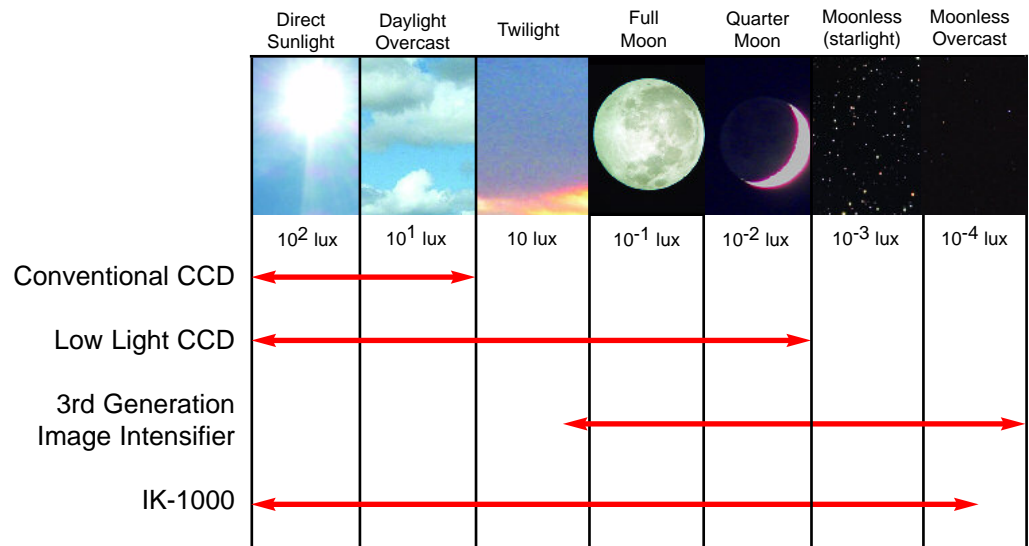 Direct Sunlight
Daylight Overcast
Twilight
Full Moon
Quarter Moon
Moonless (starlight)
Moonless Overcast
10² lux
10¹ lux
10 lux
10⁻¹ lux
10⁻² lux
10⁻³ lux
10⁻⁴ lux
Conventional CCD
Low Light CCD
3rd Generation
Image Intensifier
IK-1000